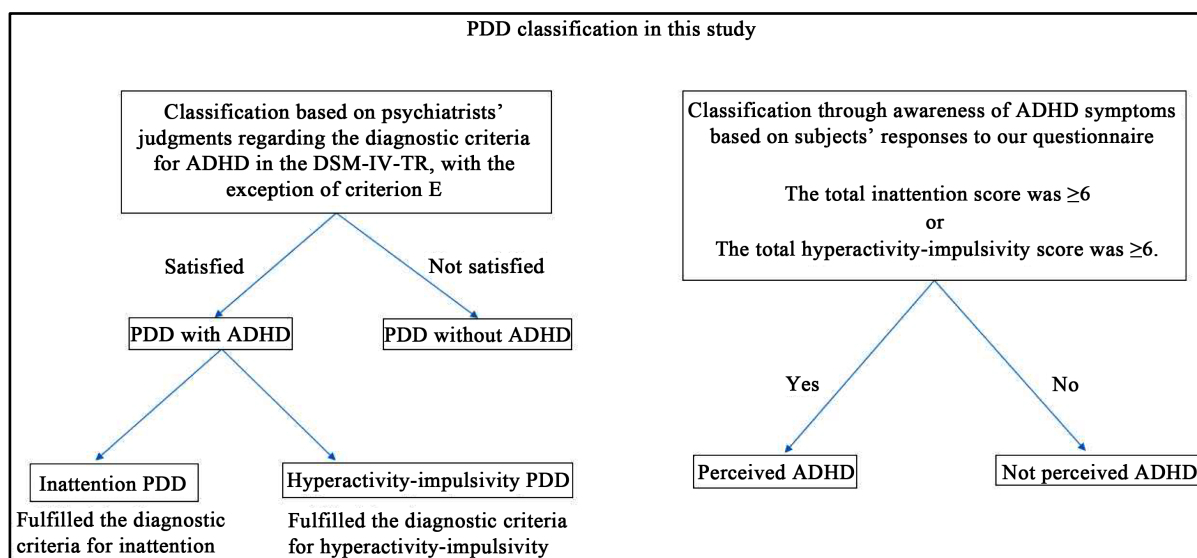 PDD classification in this study
Classification based on psychiatrists’
judgments regarding the diagnostic criteria
for ADHD in the DSM-IV-TR, with the
exception of criterion E
Satisfied
Not satisfied
PDD with ADHD
PDD without ADHD
Inattention PDD
Hyperactivity-impulsivity PDD
Fulfilled the diagnostic
criteria for inattention
Fulfilled the diagnostic criteria
for hyperactivity-impulsivity
Classification through awareness of ADHD symptoms
based on subjects’ responses to our questionnaire
The total inattention score was ≥6
or
The total hyperactivity-impulsivity score was ≥6.
Yes
No
Perceived ADHD
Not perceived ADHD